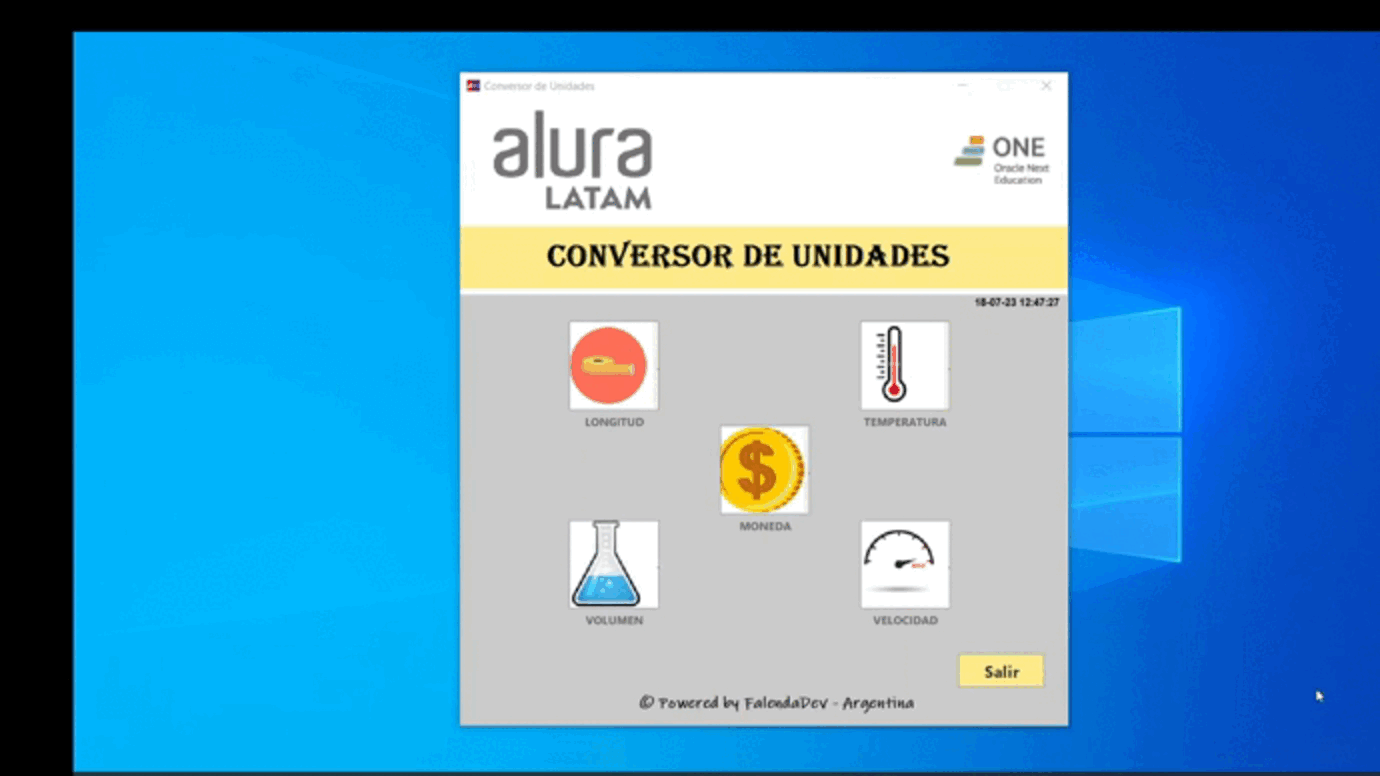 Conversor de Unidades
alura
LATAM
ONE
Oracle Next
Education
CONVERSOR DE UNIDADES
18-07-23 12:47:27
LONGITUD
TEMPERATURA
$
MONEDA
VOLUMEN
VELOCIDAD
Salir
© Powered by FalendaDev - Argentina